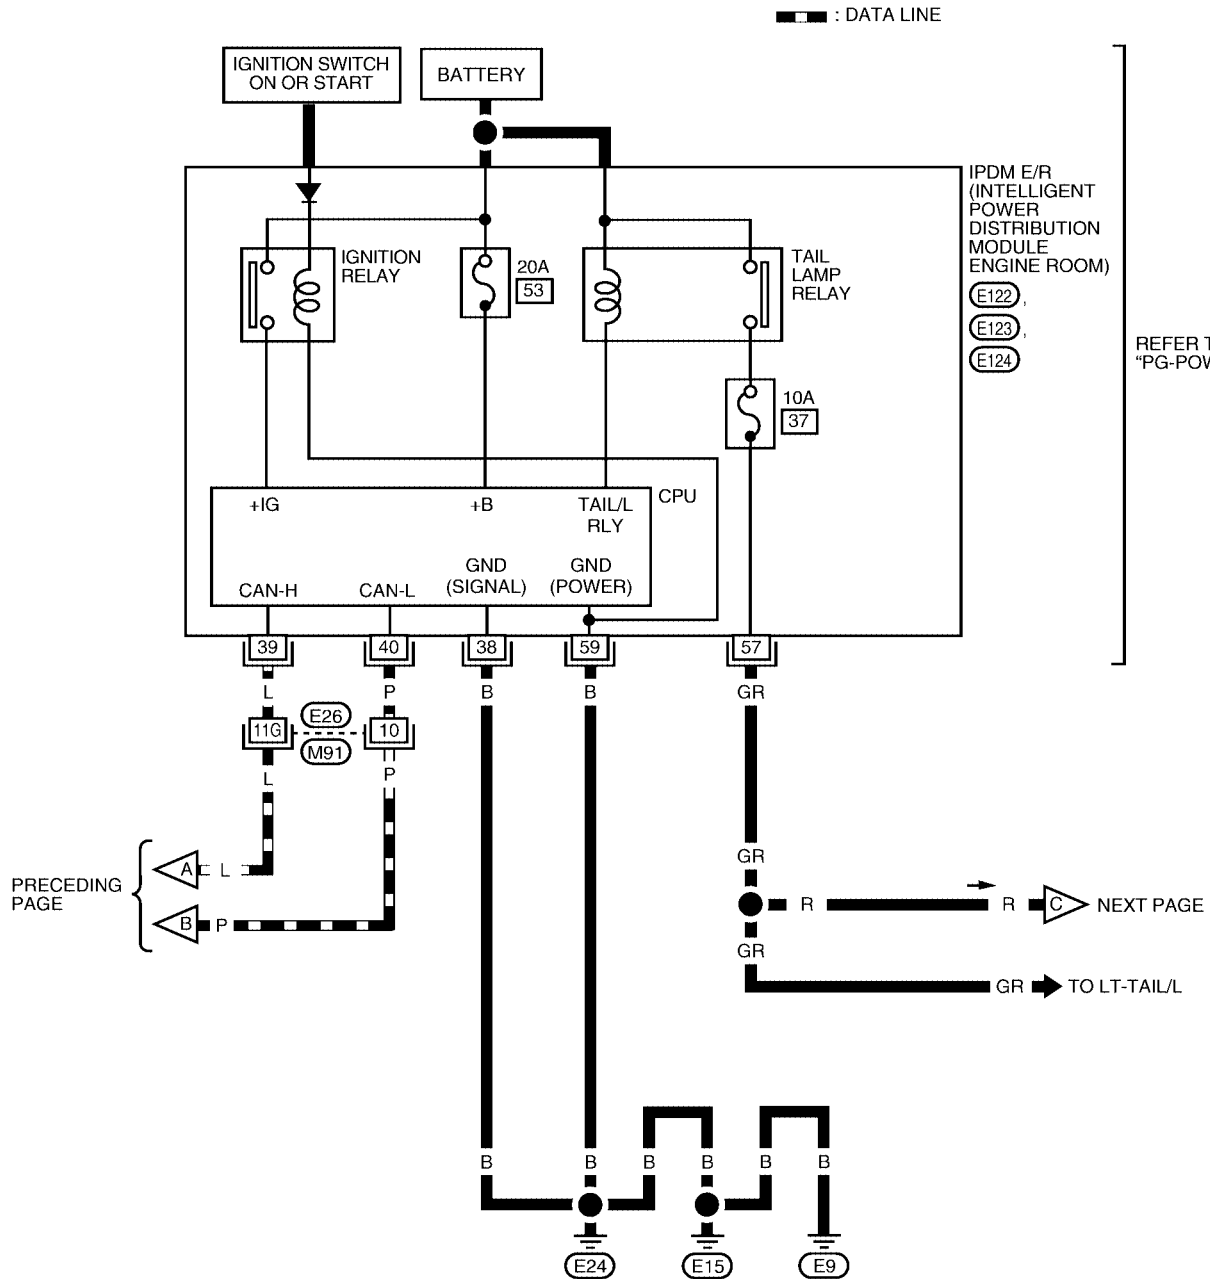 : DATA LINE
IGNITION SWITCH
ON OR START
BATTERY
IPDM E/R
(INTELLIGENT
POWER
DISTRIBUTION
MODULE
ENGINE ROOM)
E122 ,
E123 ,
E124
IGNITION
RELAY
20A
53
TAIL
LAMP
RELAY
REFER T
“PG-POW
10A
37
CPU
+IG
+B
TAIL/L
RLY
CAN-H
CAN-L
GND
(SIGNAL)
GND
(POWER)
39
40
38
59
57
L
P
B
B
GR
11G
E26
M91
10
L
P
GR
PRECEDING
PAGE
A
L
B
P
R
R
C
NEXT PAGE
GR
GR
TO LT-TAIL/L
B
B
B
B
B
B
E24
E15
E9